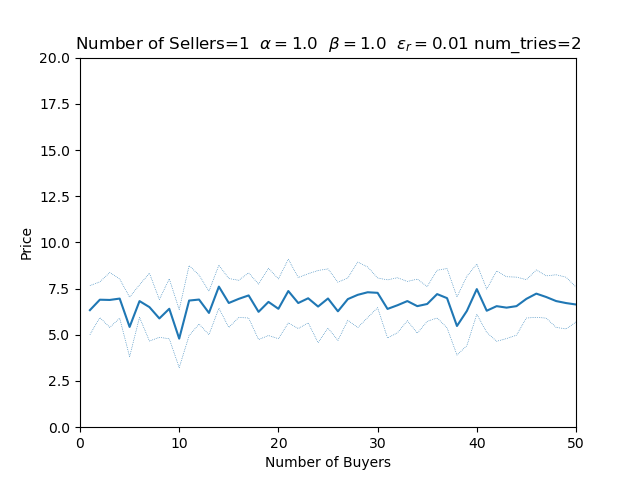 Number of Sellers=1 α = 1.0 β = 1.0 εᵣ = 0.01 num_tries=2
20.0
17.5
15.0
12.5
10.0
7.5
5.0
2.5
0.0
Price
0 10 20 30 40 50
Number of Buyers